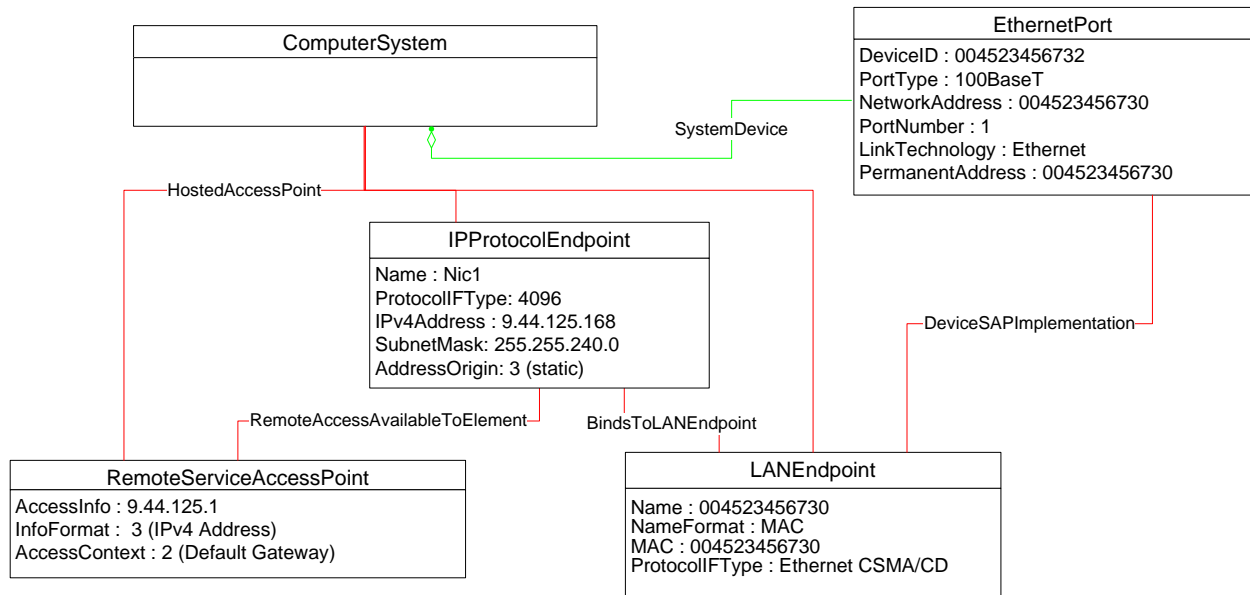 ComputerSystem
EthernetPort
DeviceID : 004523456732
PortType : 100BaseT
NetworkAddress : 004523456730
PortNumber : 1
LinkTechnology : Ethernet
PermanentAddress : 004523456730
SystemDevice
HostedAccessPoint
IPProtocolEndpoint
Name : Nic1
ProtocolIFType: 4096
IPv4Address : 9.44.125.168
SubnetMask: 255.255.240.0
AddressOrigin: 3 (static)
DeviceSAPImplementation
RemoteAccessAvailableToElement
BindsToLANEndpoint
RemoteServiceAccessPoint
AccessInfo : 9.44.125.1
InfoFormat :  3 (IPv4 Address)
AccessContext : 2 (Default Gateway)
LANEndpoint
Name : 004523456730
NameFormat : MAC
MAC : 004523456730
ProtocolIFType : Ethernet CSMA/CD